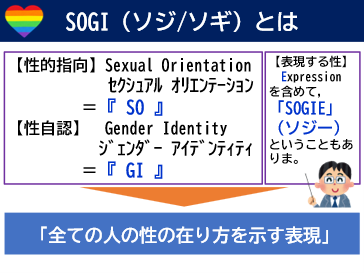 SOGI（ソジ/ソギ）とは
【性的指向】Sexual Orientation
セクシュアル オリエンテーション
＝『 SO 』
【性自認】 Gender Identity
ジェンダー アイデンティティ
＝『 GI 』
【表現する性】
Expression
を含めて，
「SOGIE」
（ソジー）
ということもあ
りま。
「全ての人の性の在り方を示す表現」